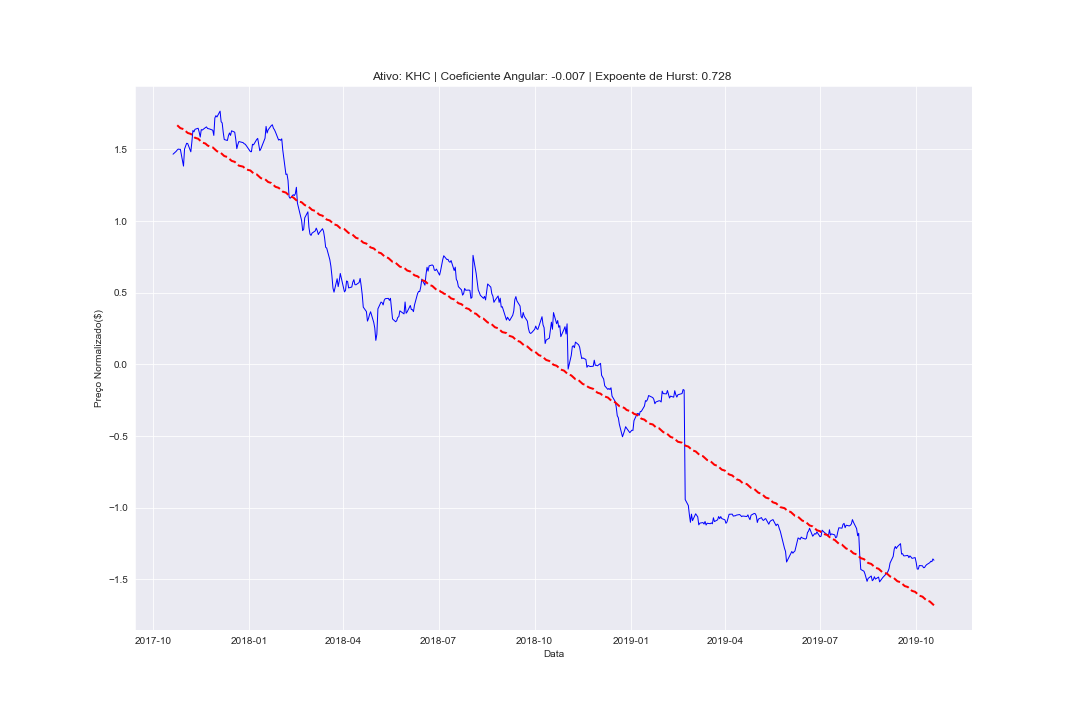 Ativo: KHC | Coeficiente Angular: -0.007 | Expoente de Hurst: 0.728
Preço Normalizado($)
1.5
1.0
0.5
0.0
−0.5
−1.0
−1.5
2017-10 2018-01 2018-04 2018-07 2018-10 2019-01 2019-04 2019-07 2019-10
Data